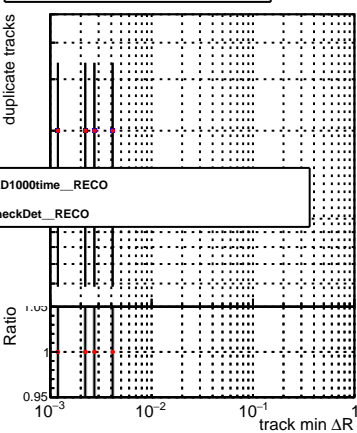 duplicate tracks
D1000time__RECO
eckDet__RECO
Ratio
1.05
1
0.95
10⁻³
10⁻²
10⁻¹
1
track min ΔR